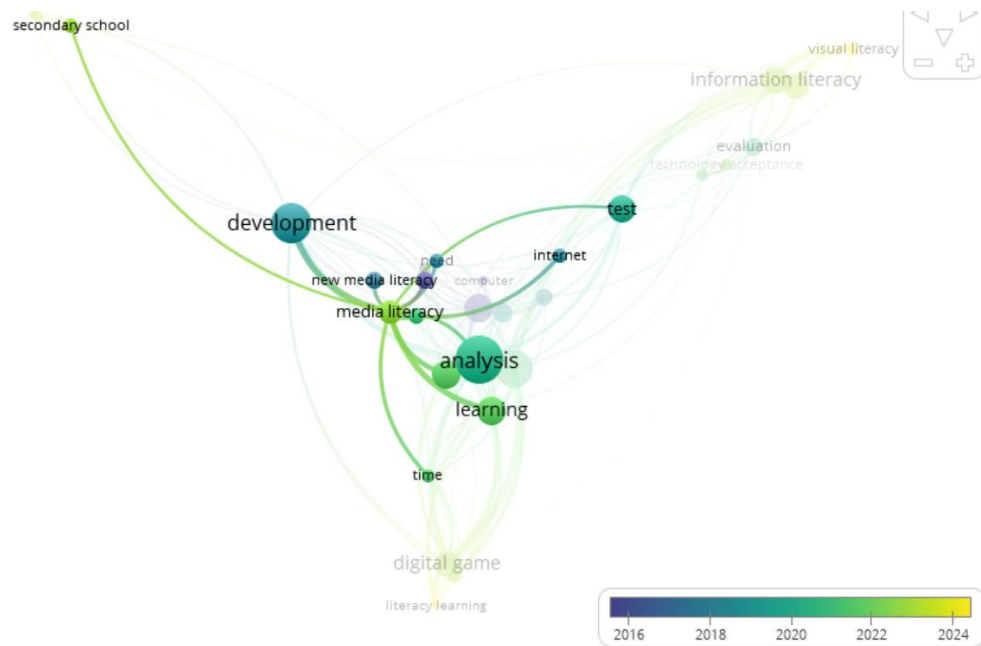 secondary school
visual literacy
information literacy
evaluation
technology acceptance
test
development
internet
need
new media literacy
computer
media literacy
analysis
learning
time
digital game
literacy learning
2016 2018 2020 2022 2024